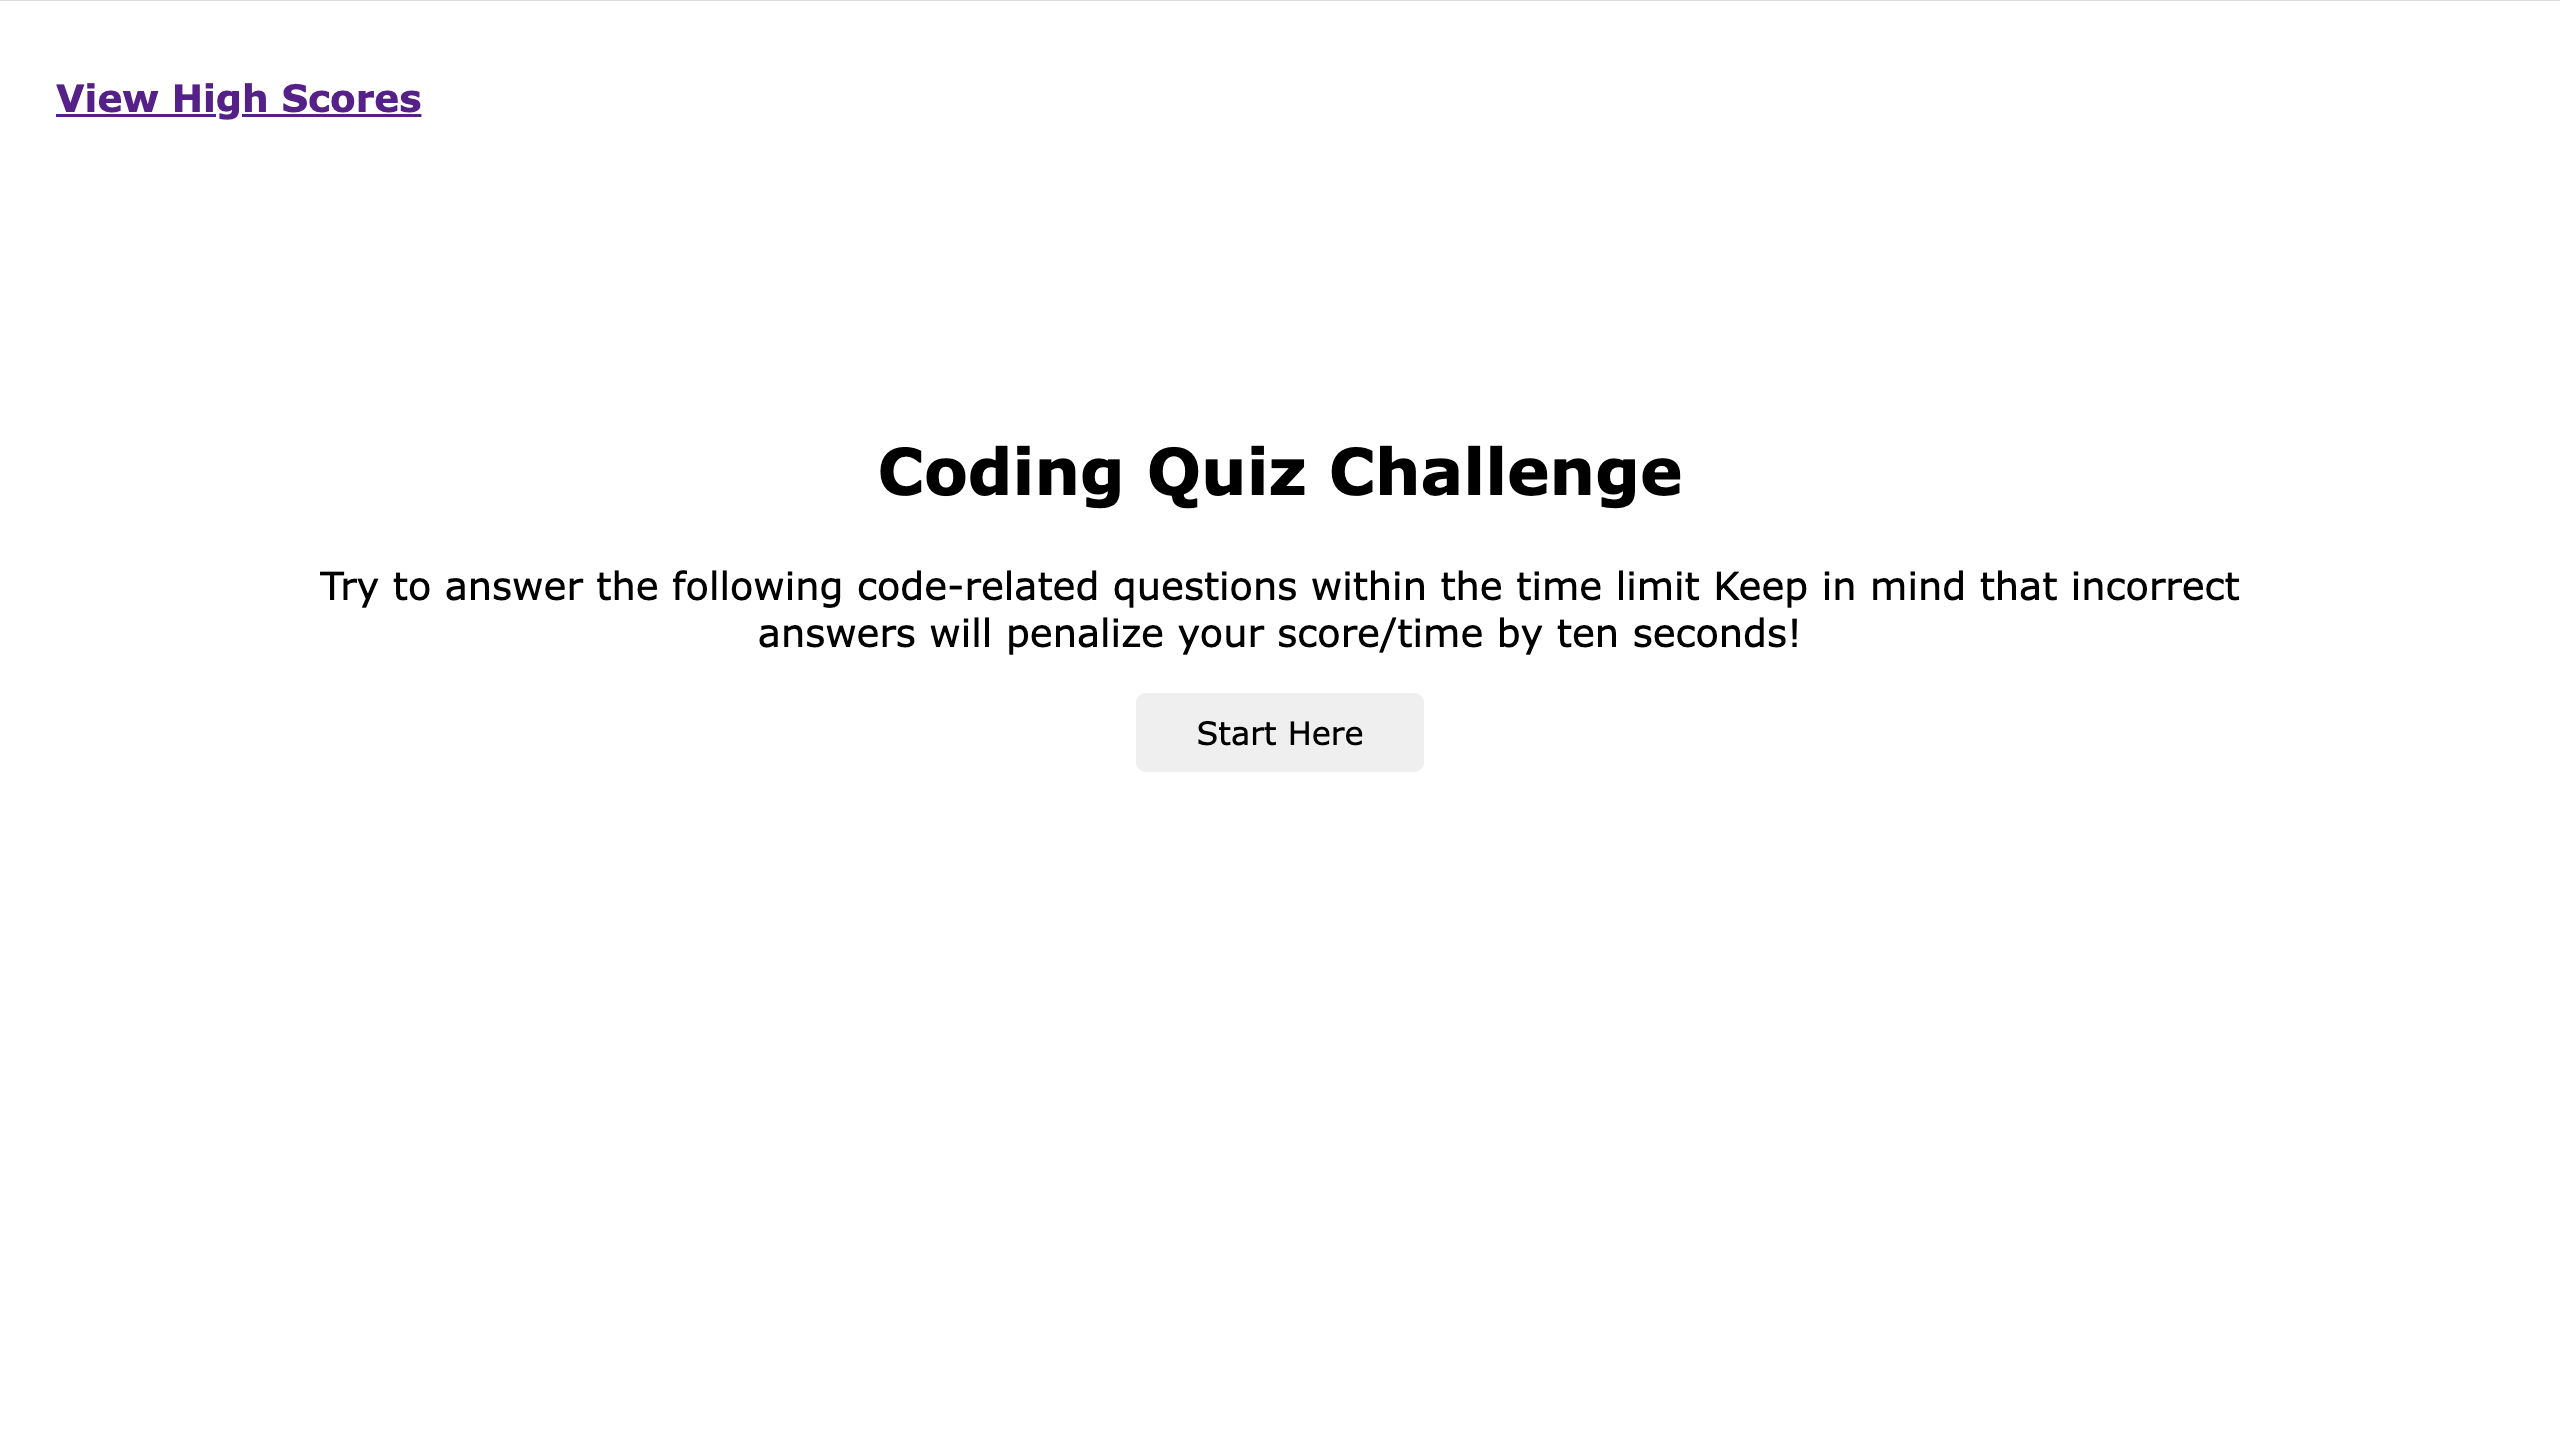 View High Scores
Coding Quiz Challenge
Try to answer the following code-related questions within the time limit Keep in mind that incorrect
answers will penalize your score/time by ten seconds!
Start Here